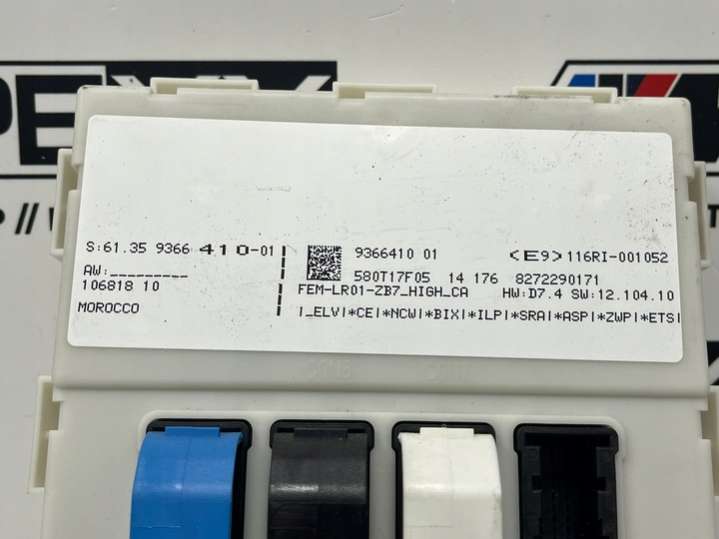 S:61.35 9366 410-01
AW:_________
106818 10
MOROCCO
9366410 01 <E9>116RI-001052
580T17F05 14 176 8272290171
FEM-LR01-ZB7_HIGH_CA HW:D7.4 SW:12.104.10
|_ELV|*CE|*NCW|*BIX|*ILP|*SRA|*ASP|*ZWP|*ETS|